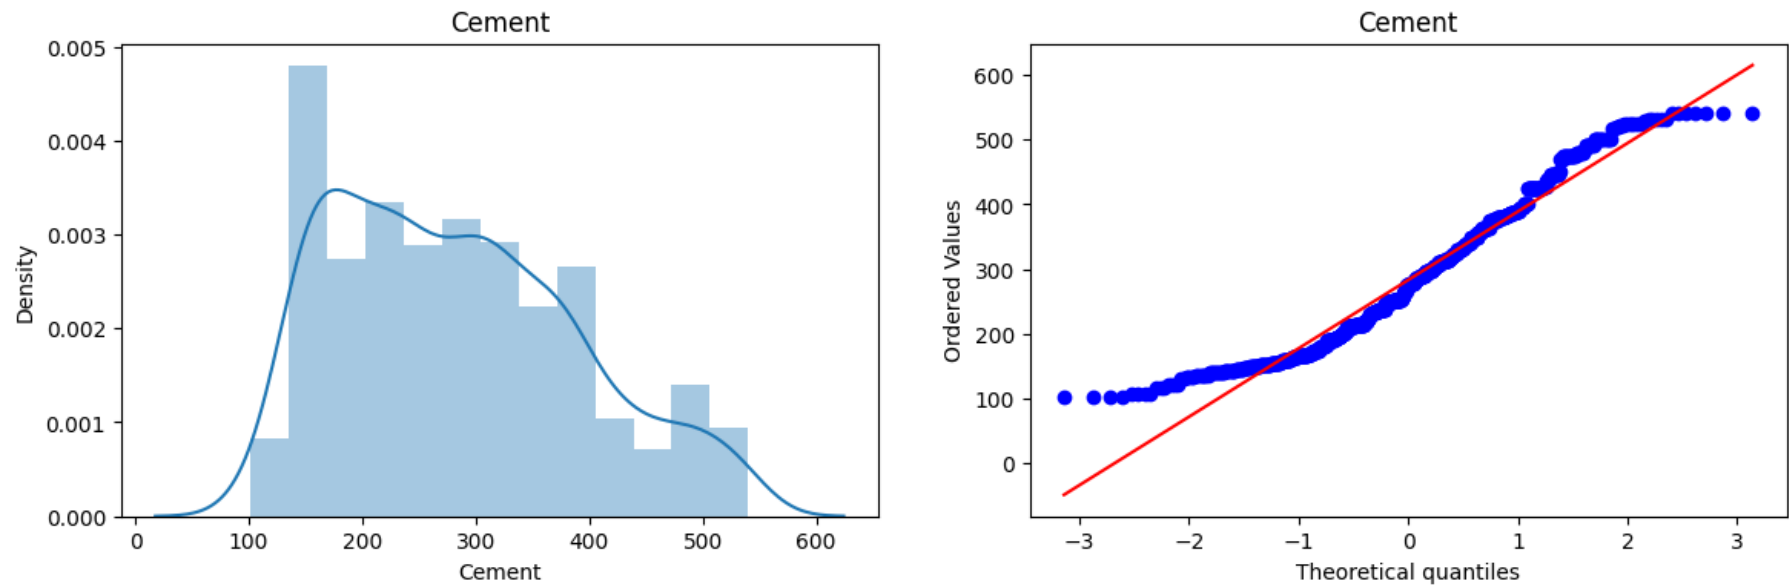 Cement
0.005
0.004
0.003
0.002
0.001
0.000
Density
0 100 200 300 400 500 600
Cement
Cement
600
500
400
300
200
100
0
Ordered Values
−3 −2 −1 0 1 2 3
Theoretical quantiles